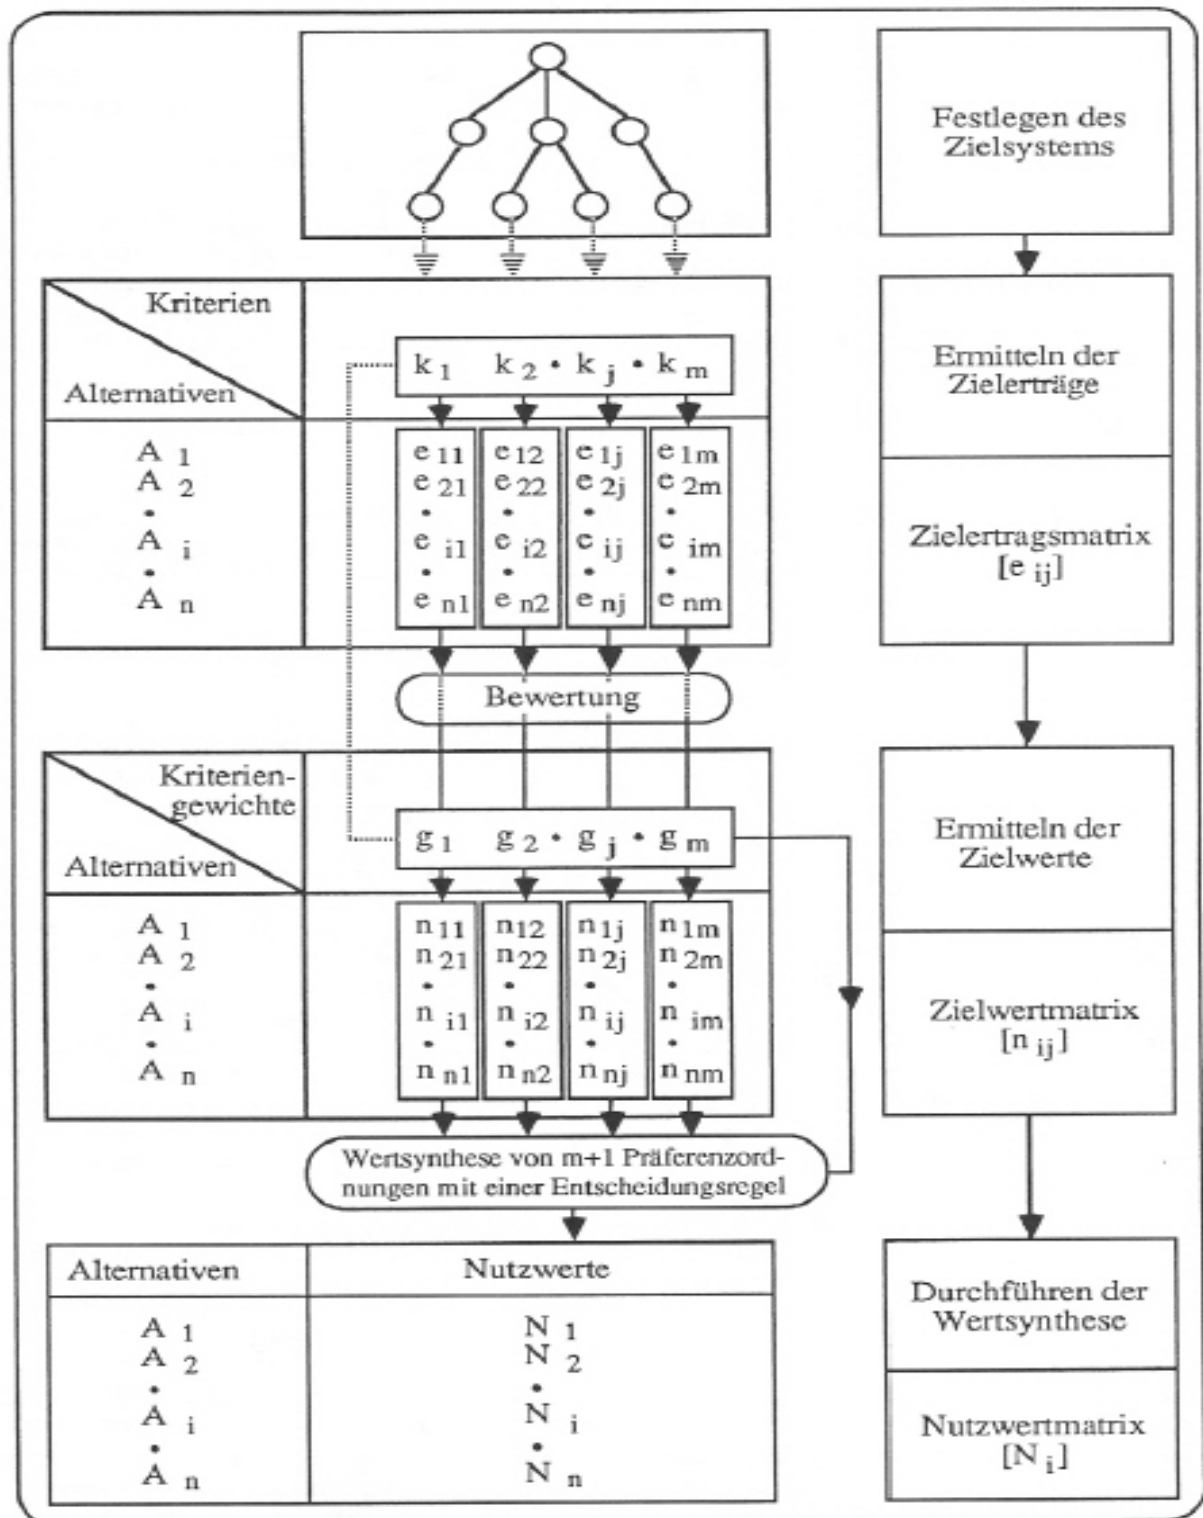 Festlegen des
Zielsystems
Kriterien
Alternativen
k 1 k 2 • k j • k m
Ermitteln der
Zielerträge
A 1 e 11 e 12 e 1j e 1m
A 2 e 21 e 22 e 2j e 2m
• • • • •
A i e i1 e i2 e ij e im
• • • • •
A n e n1 e n2 e nj e nm
Zielertragsmatrix
[e ij]
Bewertung
Kriterien-
gewichte
Alternativen
g 1 g 2 • g j • g m
Ermitteln der
Zielwerte
A 1 n 11 n 12 n 1j n 1m
A 2 n 21 n 22 n 2j n 2m
• • • • •
A i n i1 n i2 n ij n im
• • • • •
A n n n1 n n2 n nj n nm
Zielwertmatrix
[n ij]
Wertsynthese von m+1 Präferenzord-
nungen mit einer Entscheidungsregel
Alternativen Nutzwerte
A 1 N 1
A 2 N 2
• •
A i N i
• •
A n N n
Durchführen der
Wertsynthese
Nutzwertmatrix
[N i]